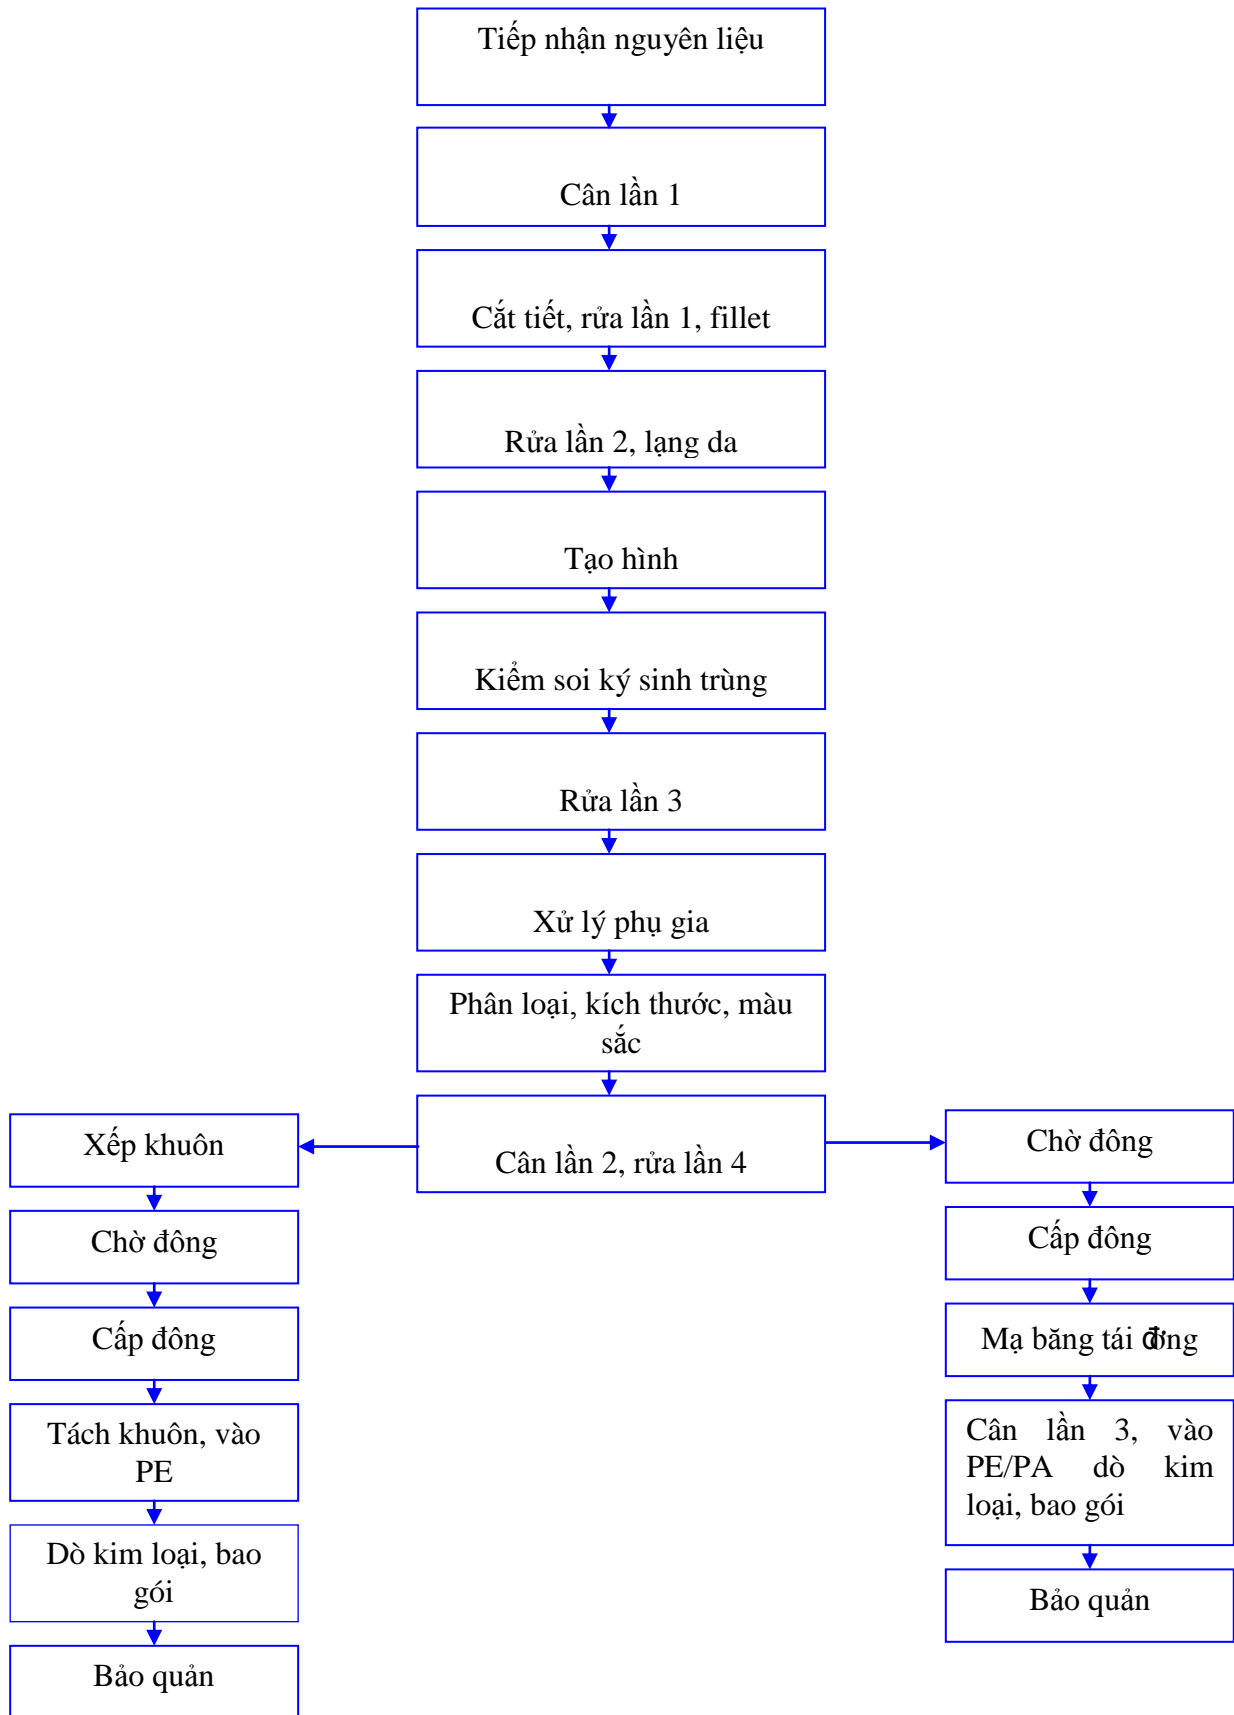 Tiếp nhận nguyên liệu
Cân lần 1
Cắt tiết, rửa lần 1, fillet
Rửa lần 2, lạng da
Tạo hình
Kiểm soi ký sinh trùng
Rửa lần 3
Xử lý phụ gia
Phân loại, kích thước, màu
sắc
Cân lần 2, rửa lần 4
Xếp khuôn
Chờ đông
Cấp đông
Tách khuôn, vào
PE
Dò kim loại, bao
gói
Bảo quản
Chờ đông
Cấp đông
Mạ băng tái
Cân lần 3, vào
PE/PA dò kim
loại, bao gói
Bảo quản